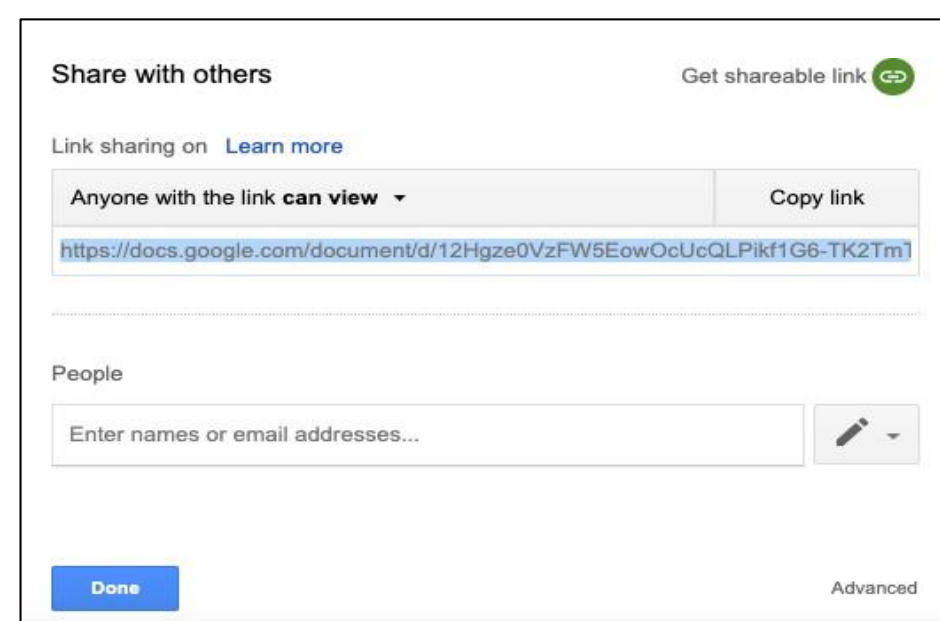 Share with others Get shareable link
Link sharing on Learn more
Anyone with the link can view Copy link
https://docs.google.com/document/d/12Hgze0VzFW5EowOcUcQLPikf1G6-TK2Tm
People
Enter names or email addresses...
Done Advanced